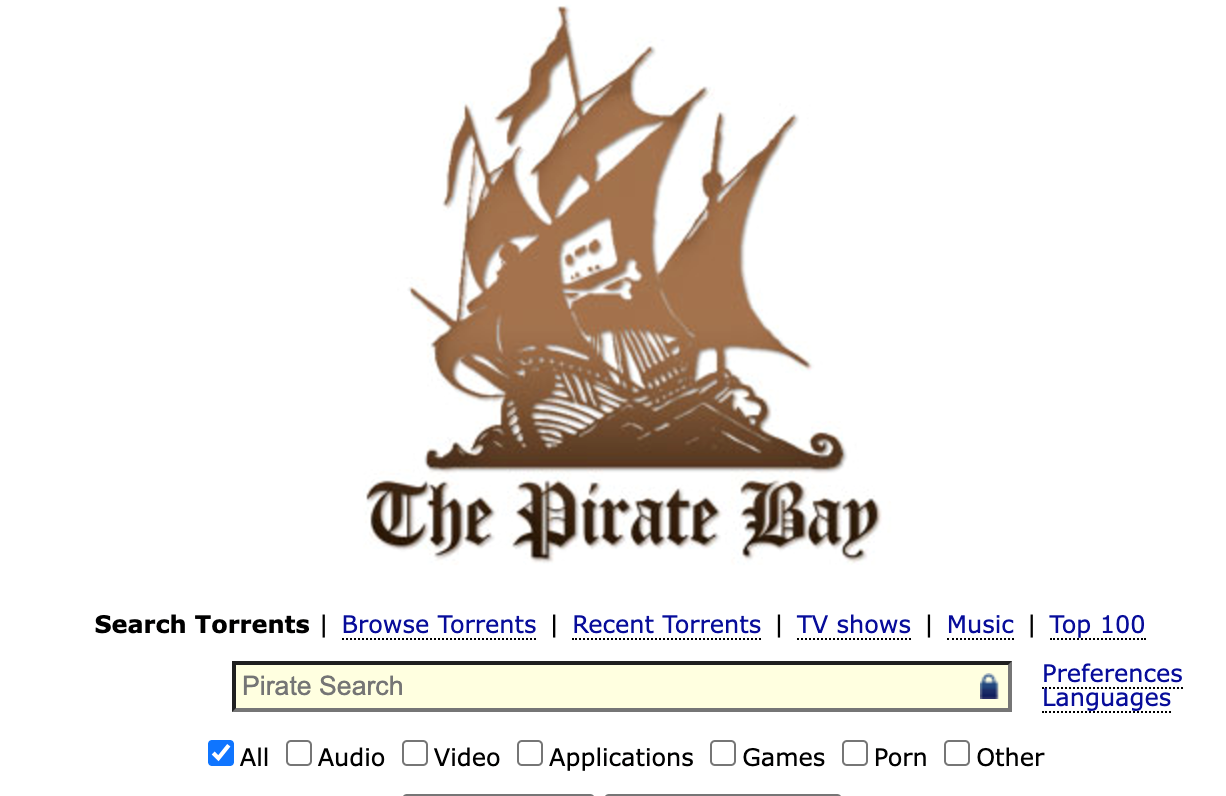 The Pirate Bay
Search Torrents | Browse Torrents | Recent Torrents | TV shows | Music | Top 100
Pirate Search
Preferences
Languages
All Audio Video Applications Games Porn Other